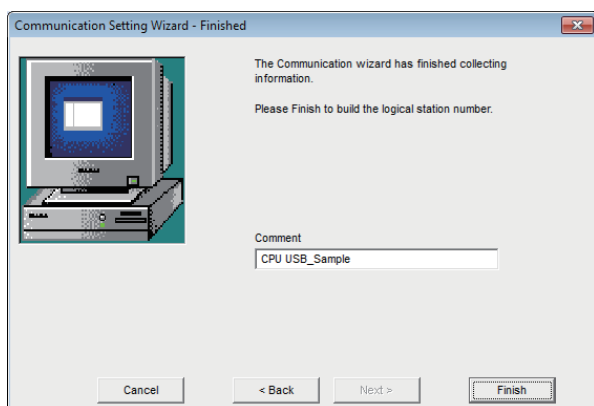 Communication Setting Wizard - Finished
The Communication wizard has finished collecting
information.
Please Finish to build the logical station number.
Comment
CPU USB_Sample
Cancel
< Back
Next >
Finish